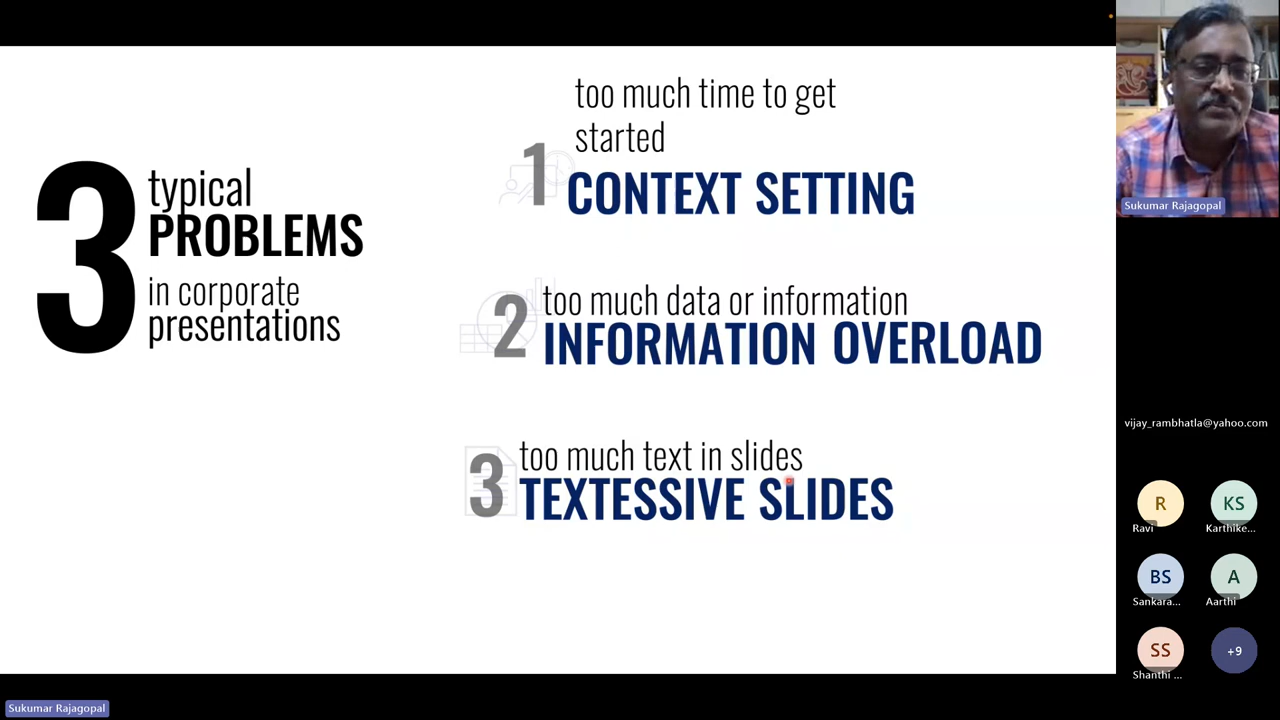 3
typical
PROBLEMS
in corporate
presentations
too much time to get
started
1
CONTEXT SETTING
too much data or information
2
INFORMATION OVERLOAD
too much text in slides
3
TEXTESSIVE SLIDES
Sukumar Rajagopal
vijay_rambhatla@yahoo.com
R
Ravi
KS
Karthike...
BS
Sankara...
A
Aarthi
SS
Shanthi ...
+9
Sukumar Rajagopal